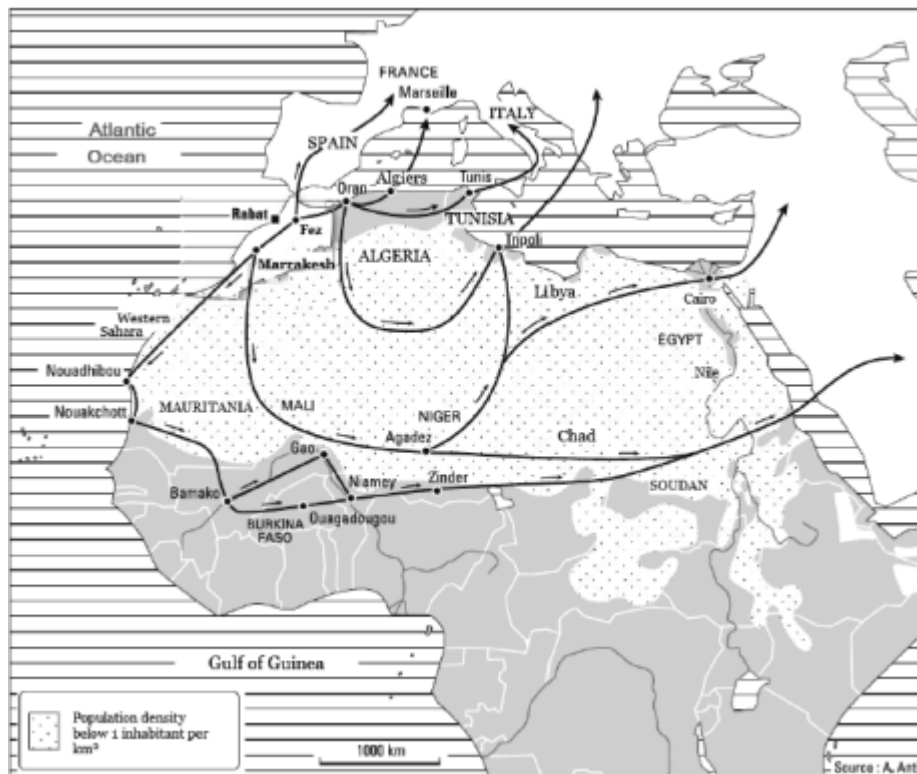 FRANCE
Marseille
ITALY
Atlantic
Ocean
SPAIN
Algiers
Tunis
Oran
Rabat
TUNISIA
Fez
Tripoli
Marrakesh
ALGERIA
Libya
Cairo
Western
Sahara
EGYPT
Nouadhibou
Nile
Nouakchott
MAURITANIA
MALI
NIGER
Agadez
Chad
Gao
Zinder
Niamey
SOUDAN
Bamako
Ouagadougou
BURKINA
FASO
Gulf of Guinea
Population density
below 1 inhabitant per
km²
1000 km
Source : A. Ant